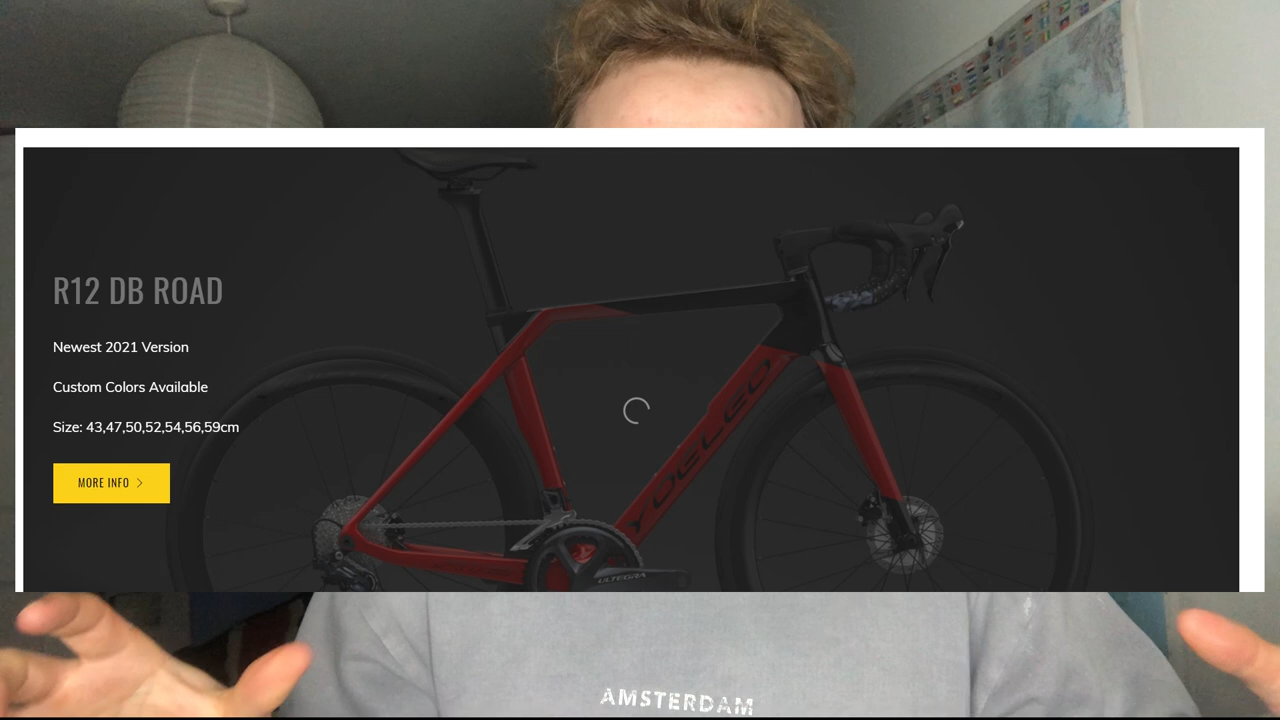 R12 DB ROAD
Newest 2021 Version
Custom Colors Available
Size: 43,47,50,52,54,56,59cm
MORE INFO
YOELEO
ULTEGRA
AMSTERDAM